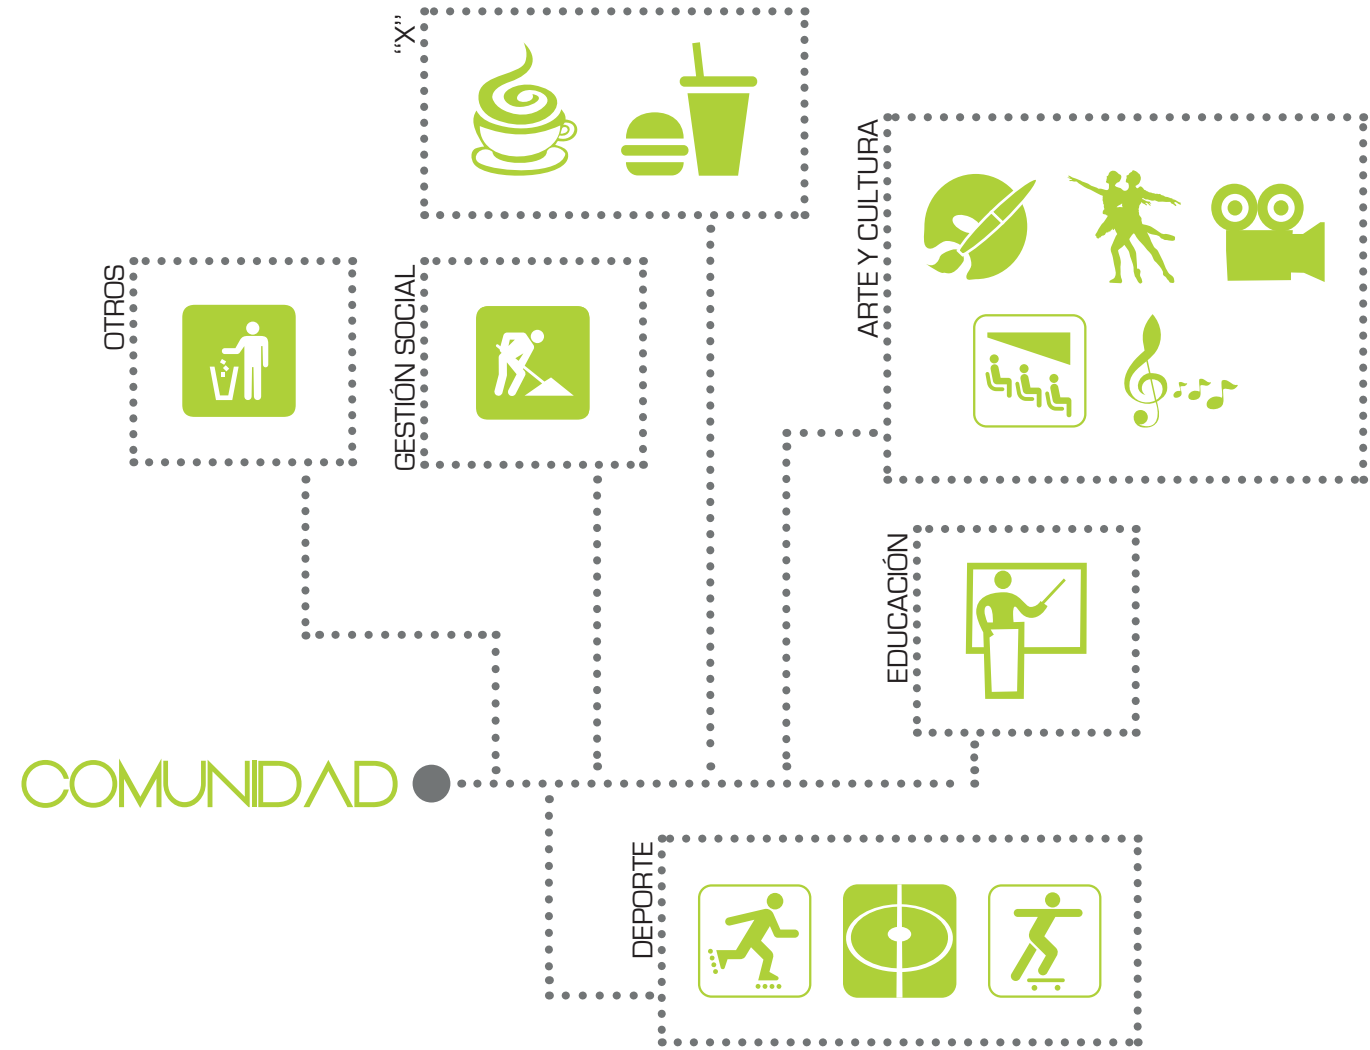 “X”
ARTE Y CULTURA
OTROS
GESTIÓN SOCIAL
EDUCACIÓN
COMUNIDAD
DEPORTE